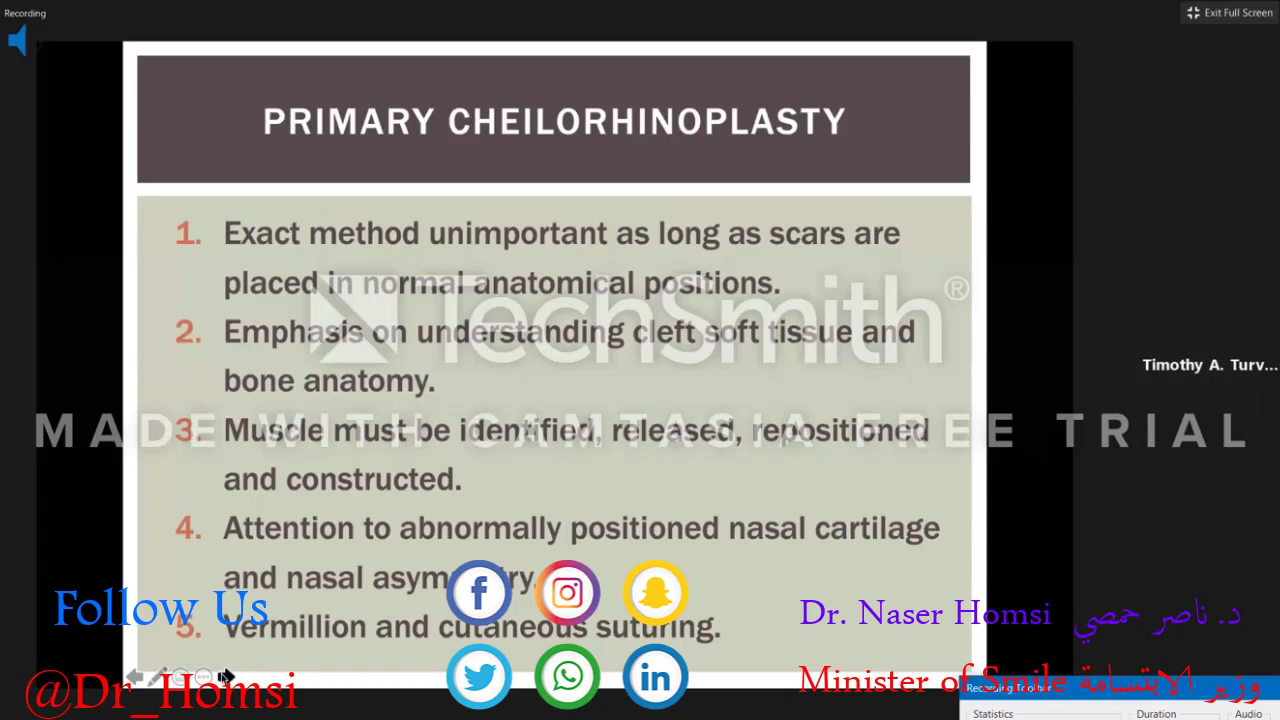 Recording
Exit Full Screen
PRIMARY CHEILORHINOPLASTY
1. Exact method unimportant as long as scars are
placed in normal anatomical positions.
2. Emphasis on understanding cleft soft tissue and
bone anatomy.
3. Muscle must be identified, released, repositioned
and constructed.
4. Attention to abnormally positioned nasal cartilage
and nasal asymmetry.
5. Vermillion and cutaneous suturing.
TechSmith®
MADE WITH CAMTASIA FREE TRIAL
Timothy A. Turv...
Follow Us
@Dr_Homsi
Dr. Naser Homsi د. ناصر حمصي
Minister of Smile وزير الابتسامة
Recording Toolbar
Statistics Duration Audio